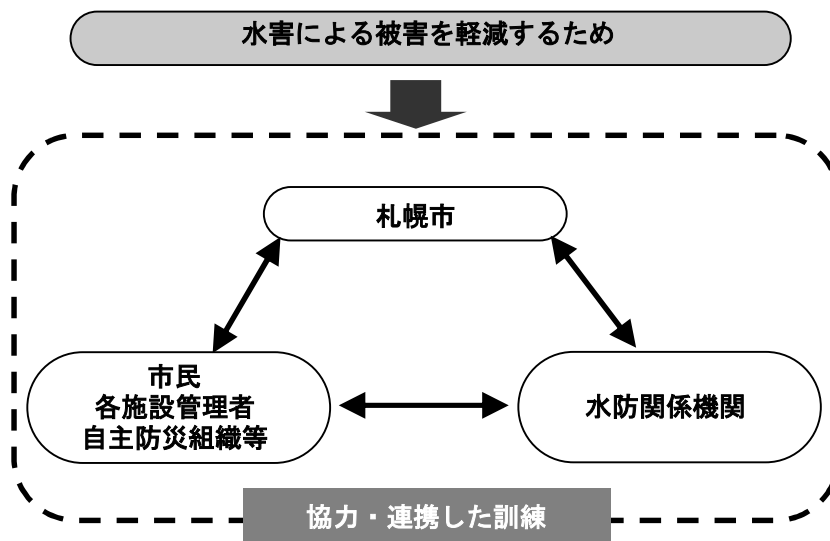 水害による被害を軽減するため
札幌市
市民
各施設管理者
自主防災組織等
水防関係機関
協力・連携した訓練